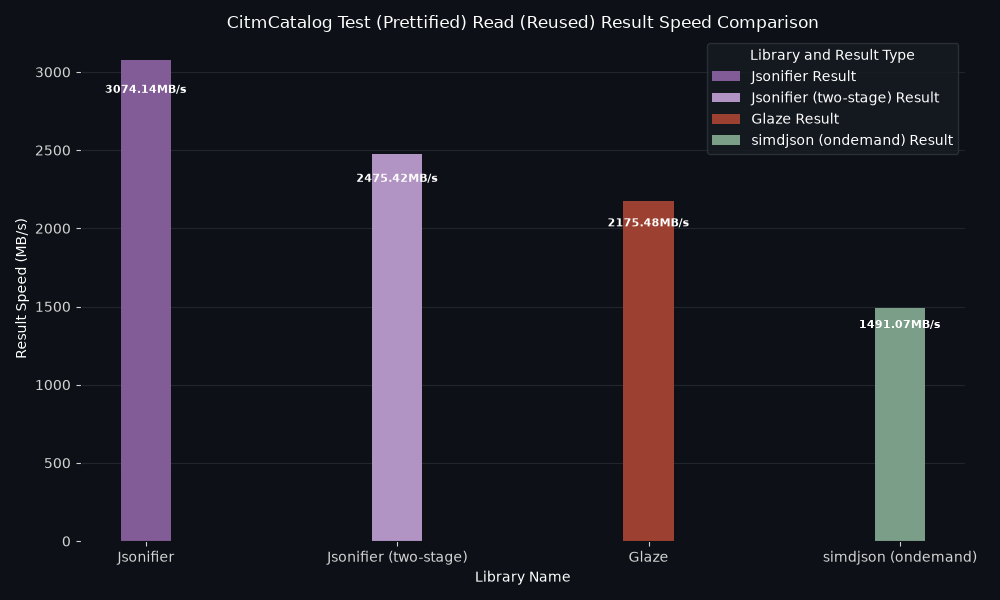 CitmCatalog Test (Prettified) Read (Reused) Result Speed Comparison
Library and Result Type
Jsonifier Result
Jsonifier (two-stage) Result
Glaze Result
simdjson (ondemand) Result
Result Speed (MB/s)
3000
2500
2000
1500
1000
500
0
3074.14MB/s
2475.42MB/s
2175.48MB/s
1491.07MB/s
Jsonifier
Jsonifier (two-stage)
Glaze
simdjson (ondemand)
Library Name